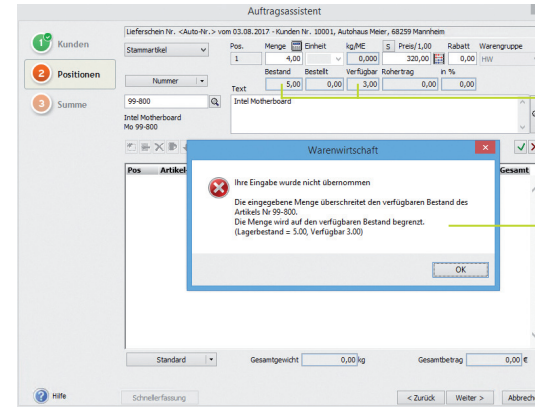 Auftragsassistent
Lieferschein Nr. <Auto-Nr.> vom 03.08.2017 - Kunden Nr. 10001, Autohaus Meier, 68259 Mannheim
1 Kunden
2 Positionen
3 Summe
Stammartikel
Pos. Menge Einheit kg/ME S Preis/1,00 Rabatt Warengruppe
1 4,00 0,000 320,00 0,00 HW
Nummer
Bestand Bestellt Verfügbar Rohertrag in %
Text 5,00 0,00 3,00 0,00 0,00
99-800
Intel Motherboard
Intel Motherboard
Mo 99-800
Pos Artikel- Gesamt
Warenwirtschaft
Ihre Eingabe wurde nicht übernommen
Die eingegebene Menge überschreitet den verfügbaren Bestand des
Artikels Nr 99-800.
Die Menge wird auf den verfügbaren Bestand begrenzt.
(Lagerbestand = 5.00, Verfügbar 3.00)
OK
Standard Gesamtgewicht 0,00 kg Gesamtbetrag 0,00 €
Hilfe Schnellerfassung < Zurück Weiter > Abbreche